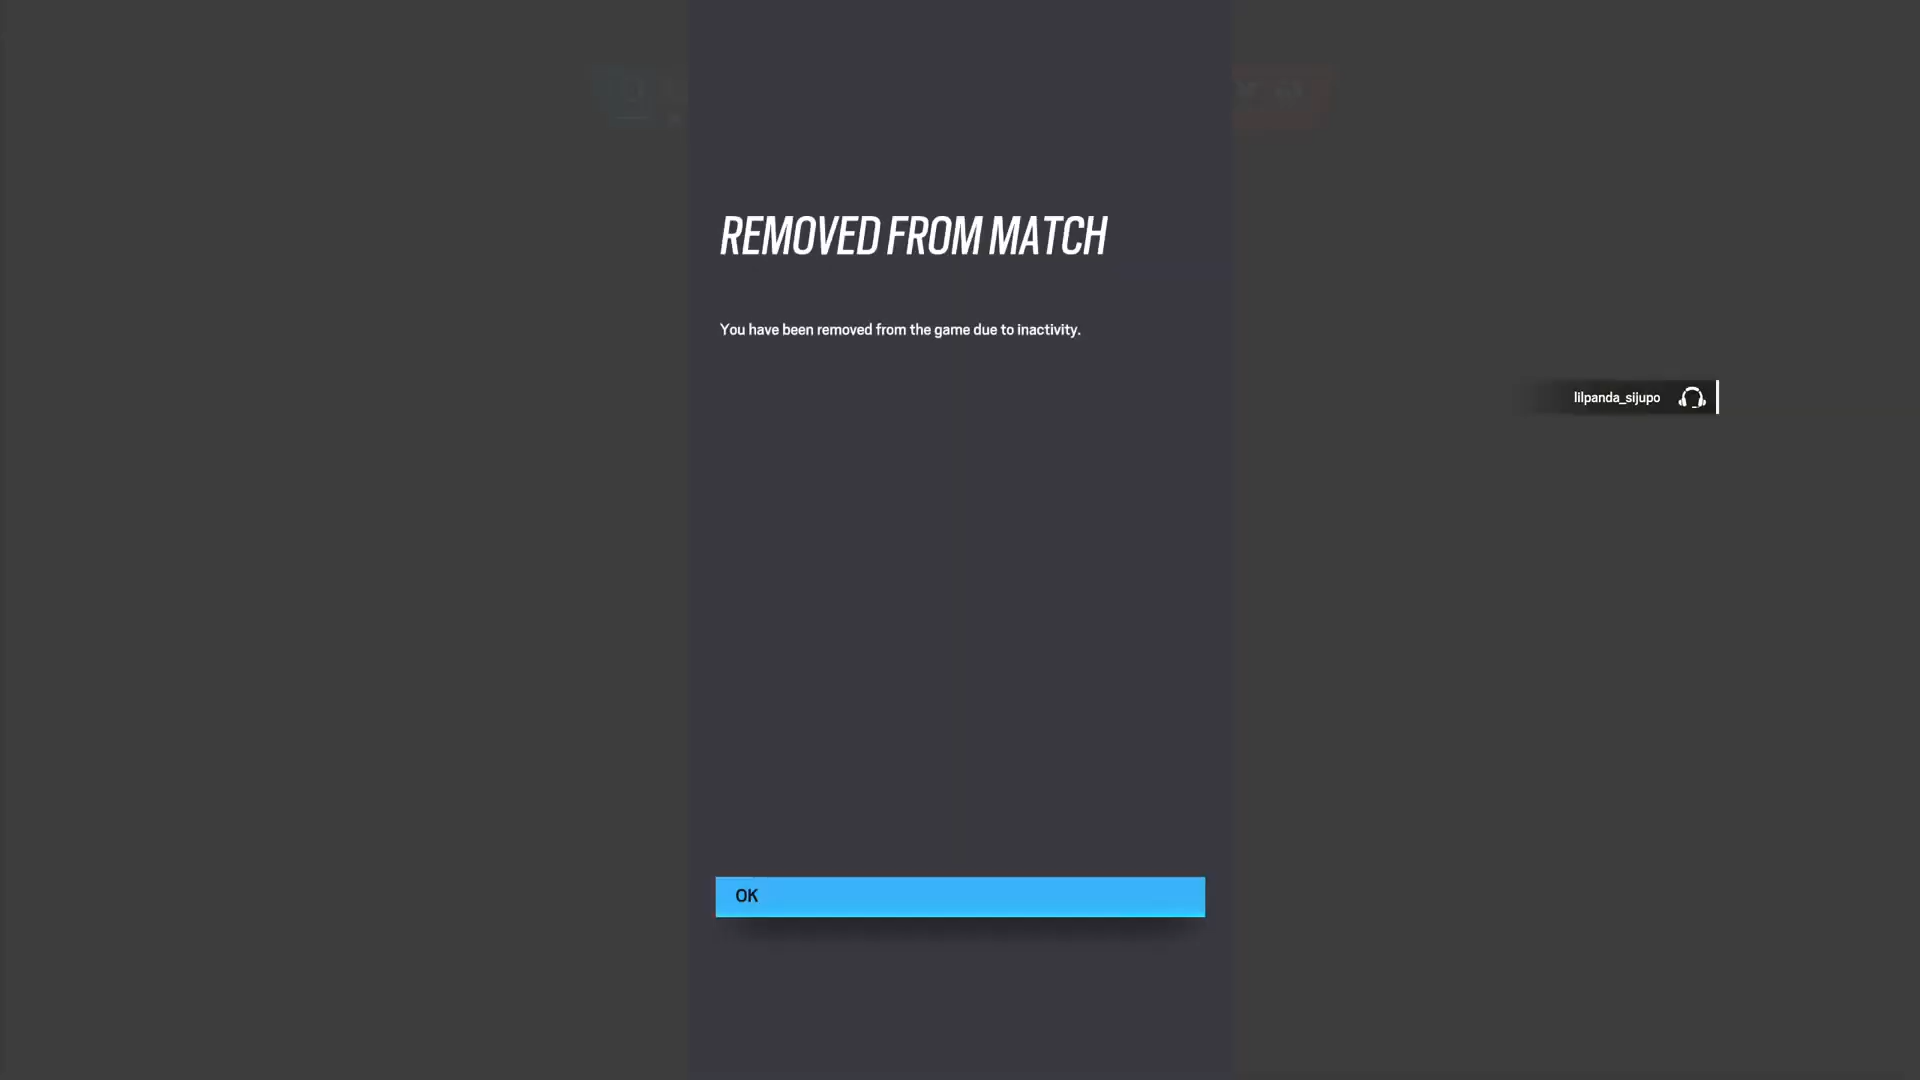 REMOVED FROM MATCH
You have been removed from the game due to inactivity.
lilpanda_sijupo
OK